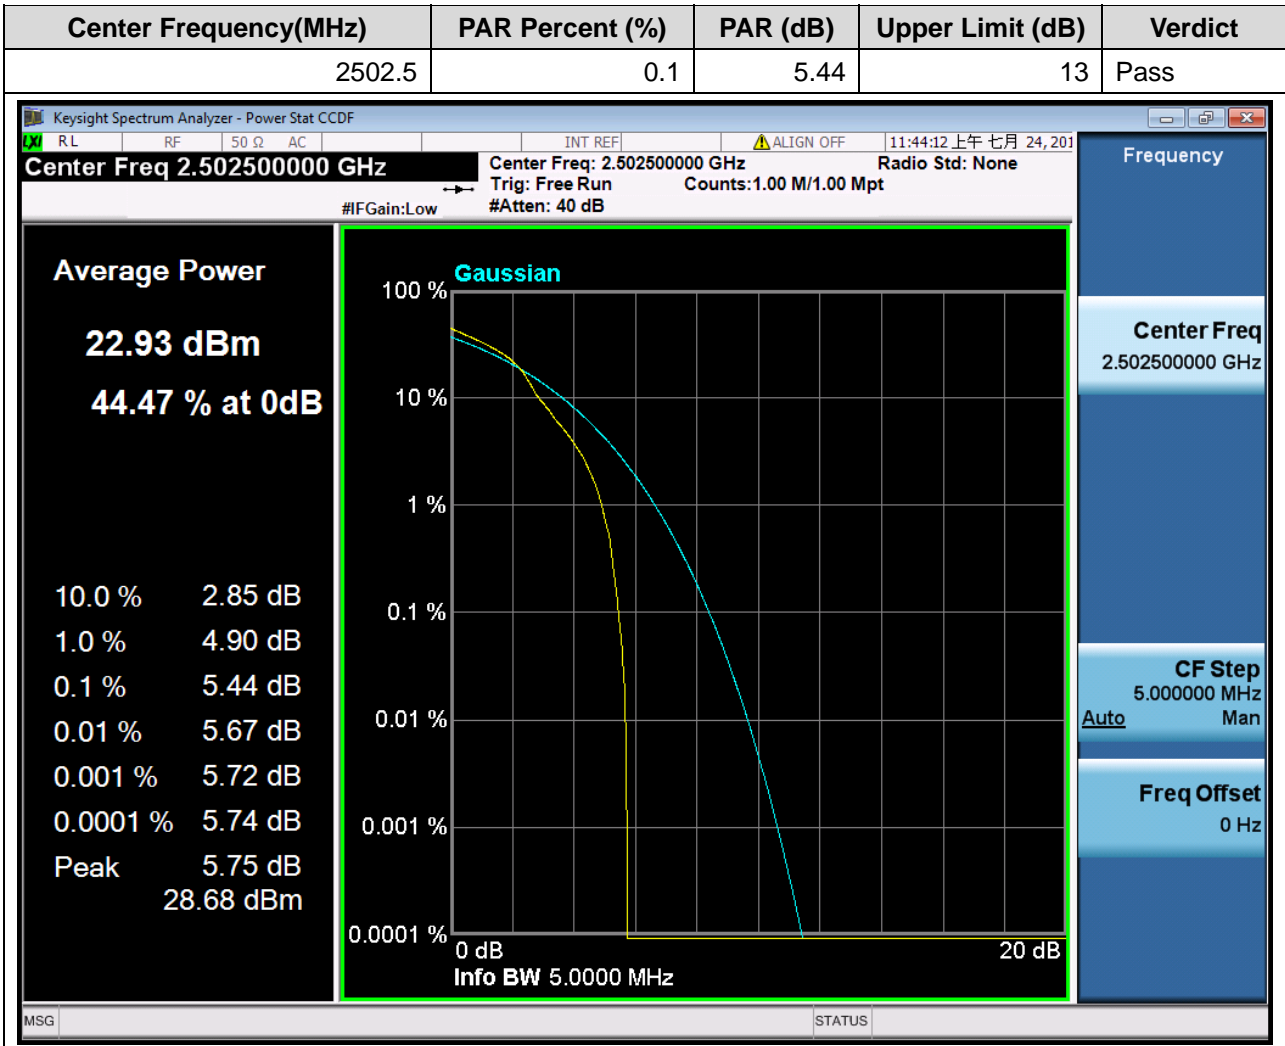 Center Frequency(MHz) PAR Percent (%) PAR (dB) Upper Limit (dB) Verdict
2502.5 0.1 5.44 13 Pass
Keysight Spectrum Analyzer - Power Stat CCDF
LXI RL RF 50 Ω AC INT REF ALIGN OFF 11:44:12 上午 七月 24, 201
Center Freq 2.502500000 GHz
#IFGain:Low
Center Freq: 2.502500000 GHz Radio Std: None
Trig: Free Run Counts:1.00 M/1.00 Mpt
#Atten: 40 dB
Average Power
22.93 dBm
44.47 % at 0dB
10.0 % 2.85 dB
1.0 % 4.90 dB
0.1 % 5.44 dB
0.01 % 5.67 dB
0.001 % 5.72 dB
0.0001 % 5.74 dB
Peak 5.75 dB
28.68 dBm
Gaussian
100 %
10 %
1 %
0.1 %
0.01 %
0.001 %
0.0001 %
0 dB 20 dB
Info BW 5.0000 MHz
Frequency
Center Freq
2.502500000 GHz
CF Step
5.000000 MHz
Auto Man
Freq Offset
0 Hz
MSG STATUS